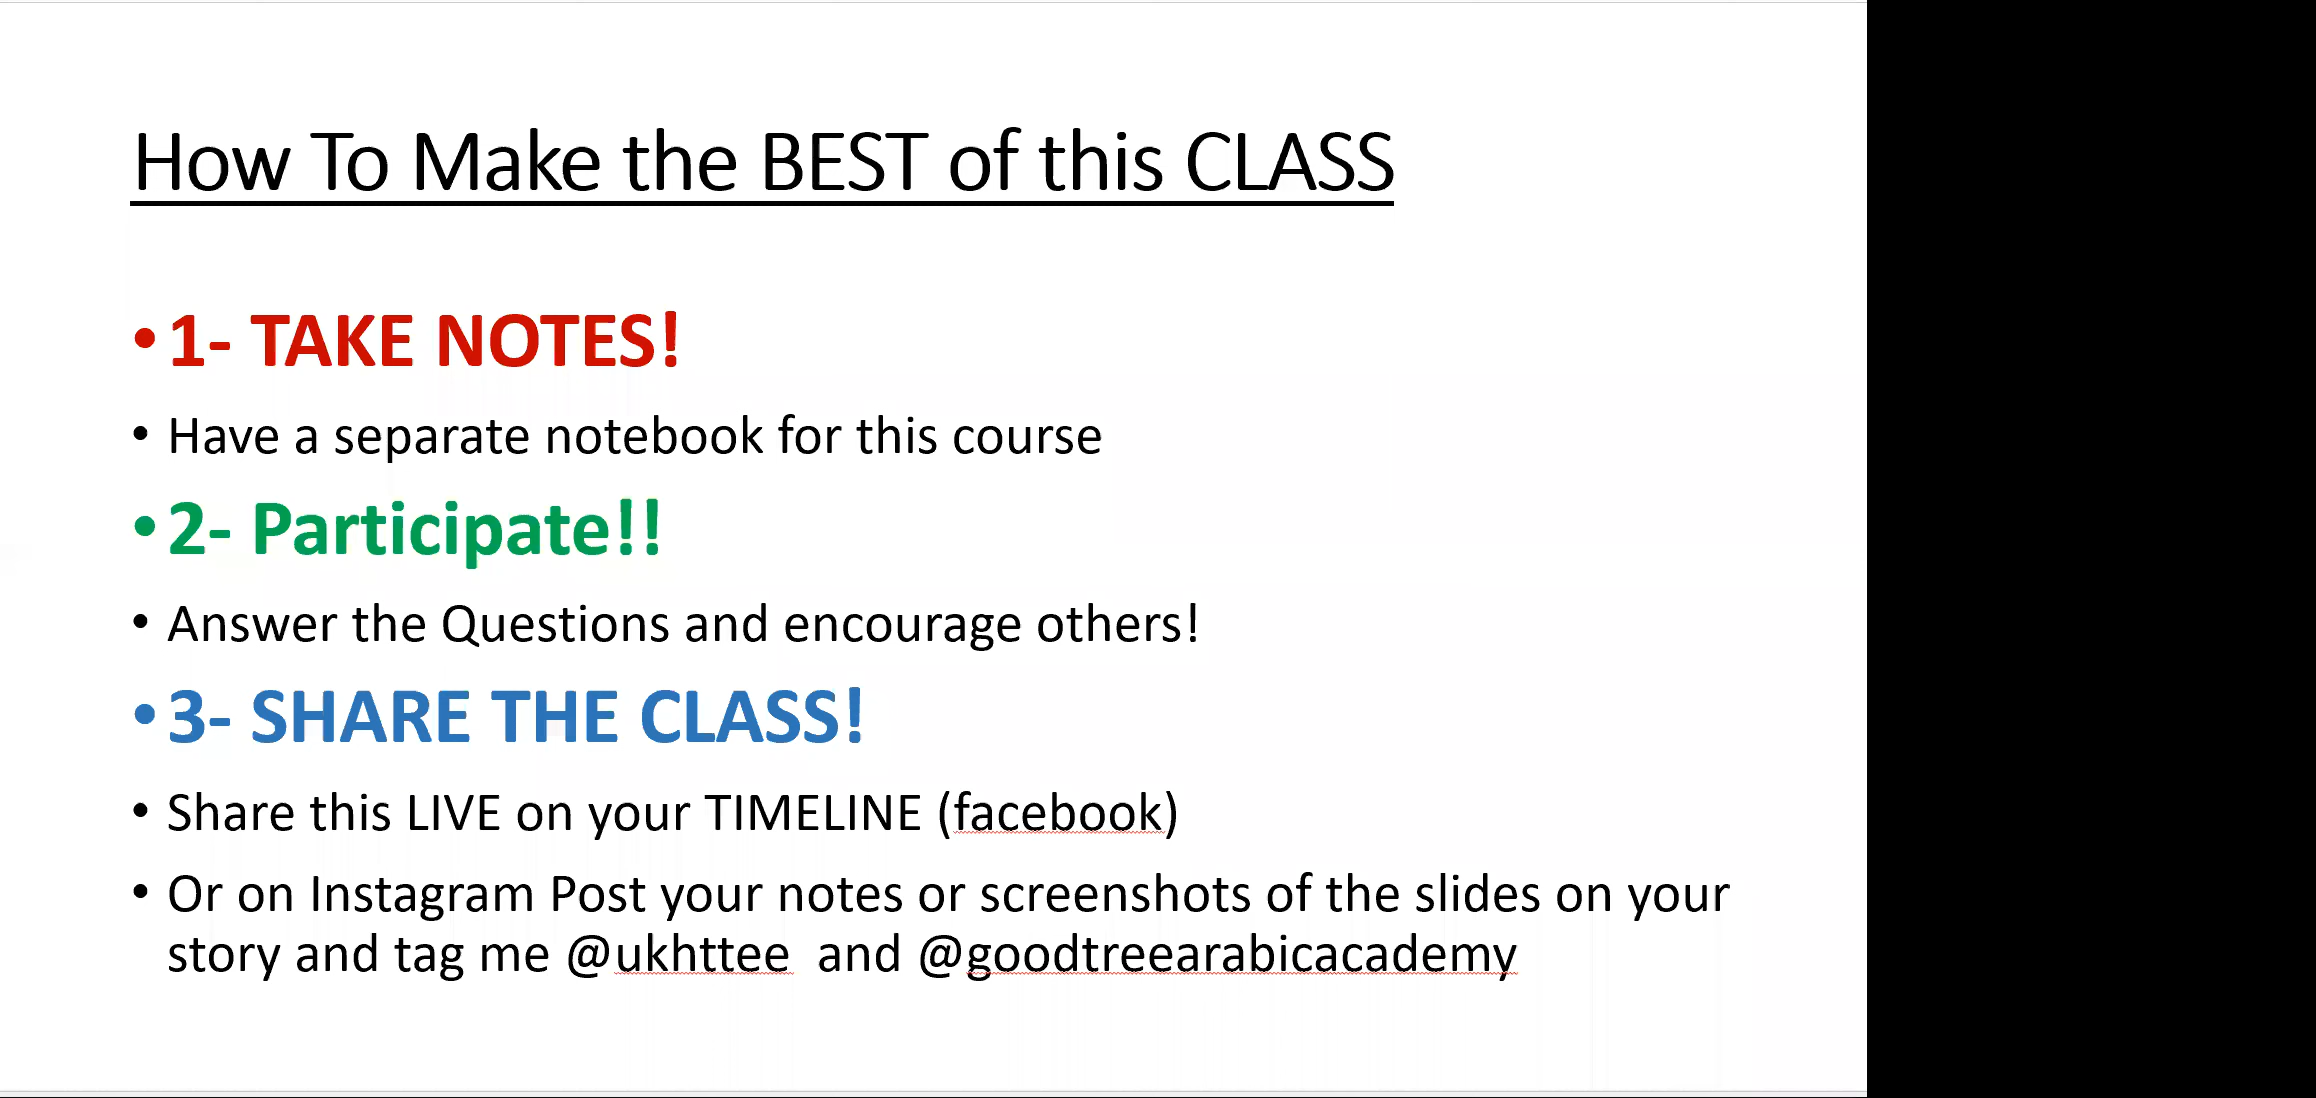 How To Make the BEST of this CLASS
• 1- TAKE NOTES!
• Have a separate notebook for this course
• 2- Participate!!
• Answer the Questions and encourage others!
• 3- SHARE THE CLASS!
• Share this LIVE on your TIMELINE (facebook)
• Or on Instagram Post your notes or screenshots of the slides on your
story and tag me @ukhttee  and @goodtreearabicacademy